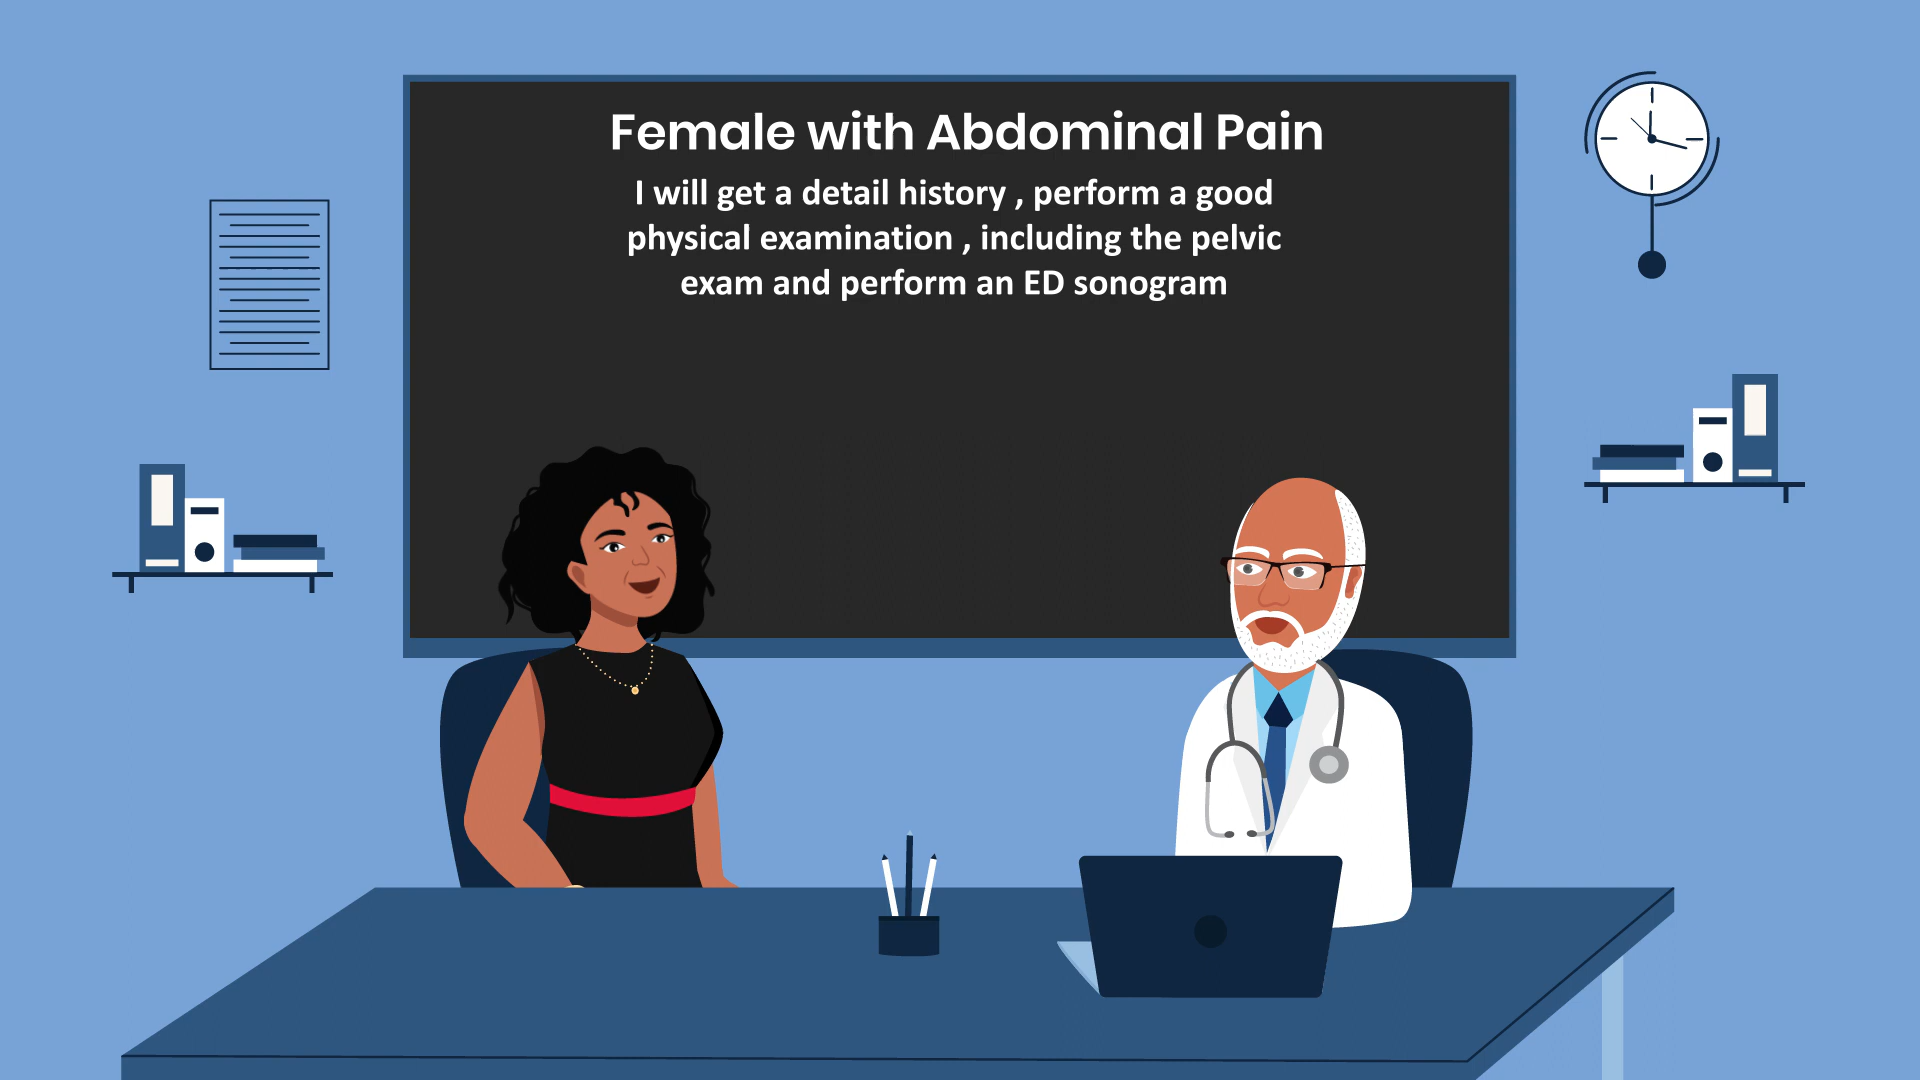 Female with Abdominal Pain
I will get a detail history , perform a good
physical examination , including the pelvic
exam and perform an ED sonogram